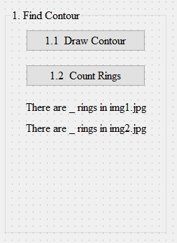 1. Find Contour
1.1 Draw Contour
1.2 Count Rings
There are _ rings in img1.jpg
There are _ rings in img2.jpg